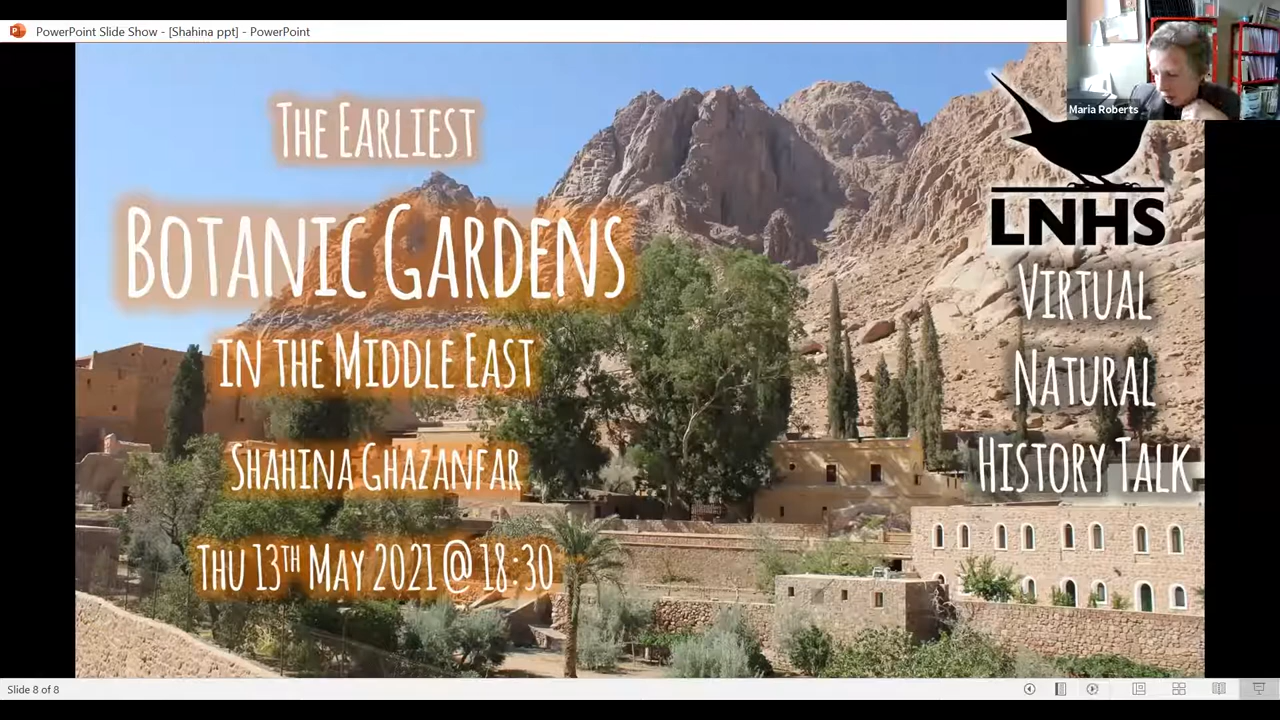 PowerPoint Slide Show - [Shahina ppt] - PowerPoint
Maria Roberts
The Earliest
Botanic Gardens
in the Middle East
Shahina Ghazanfar
Thu 13th May 2021 @ 18:30
LNHS
Virtual
Natural
History Talk
Slide 8 of 8